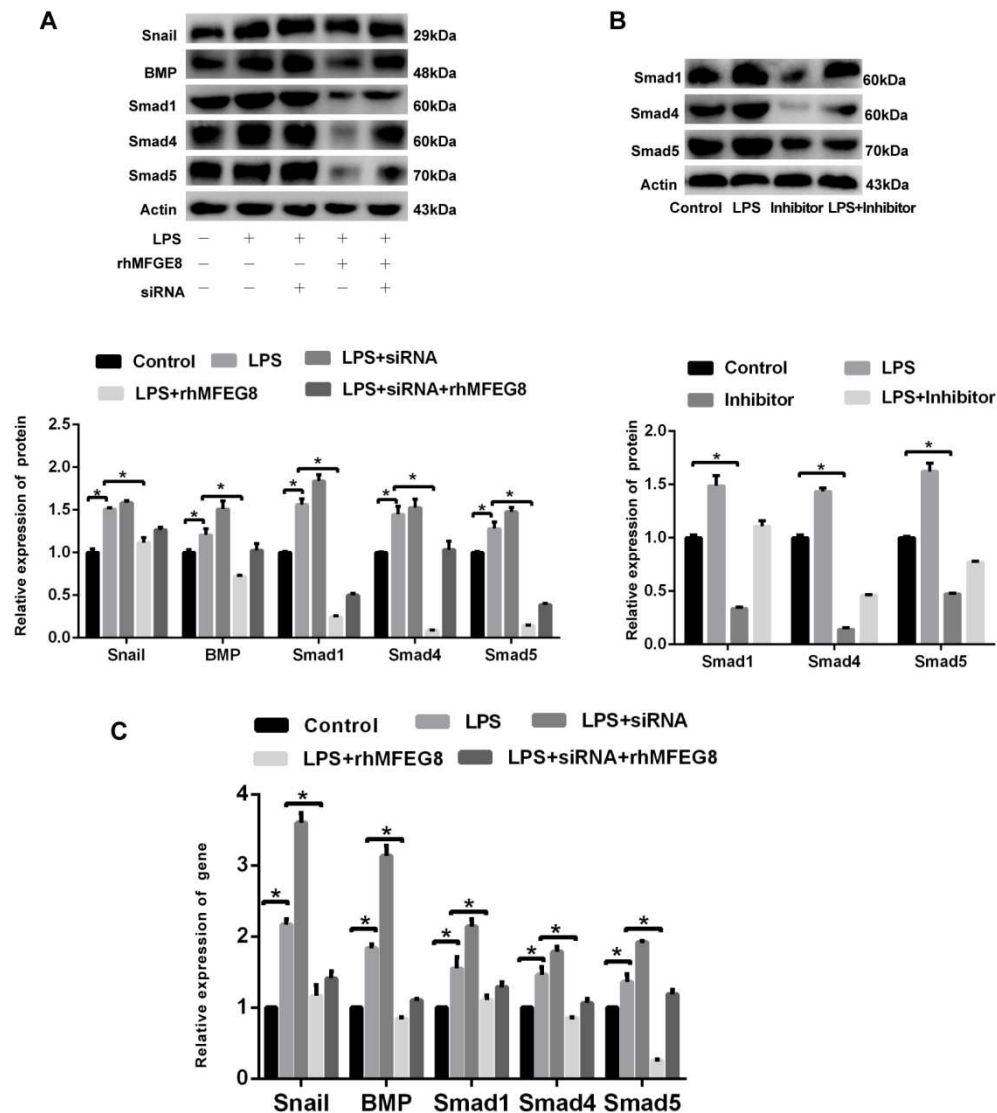 A
Snail 29kDa
BMP 48kDa
Smad1 60kDa
Smad4 60kDa
Smad5 70kDa
Actin 43kDa
LPS − + + + +
rhMFGE8 − − − + +
siRNA − − + − +
B
Smad1 60kDa
Smad4 60kDa
Smad5 70kDa
Actin 43kDa
Control LPS Inhibitor LPS+Inhibitor
Control LPS LPS+siRNA
LPS+rhMFEG8 LPS+siRNA+rhMFEG8
Relative expression of protein
2.5
2.0
1.5
1.0
0.5
0.0
* * * * * * * * * *
Snail BMP Smad1 Smad4 Smad5
Control LPS
Inhibitor LPS+Inhibitor
Relative expression of protein
2.0
1.5
1.0
0.5
0.0
* * *
Smad1 Smad4 Smad5
C
Control LPS LPS+siRNA
LPS+rhMFEG8 LPS+siRNA+rhMFEG8
Relative expression of gene
4
3
2
1
0
* * * * * * * * * *
Snail BMP Smad1 Smad4 Smad5